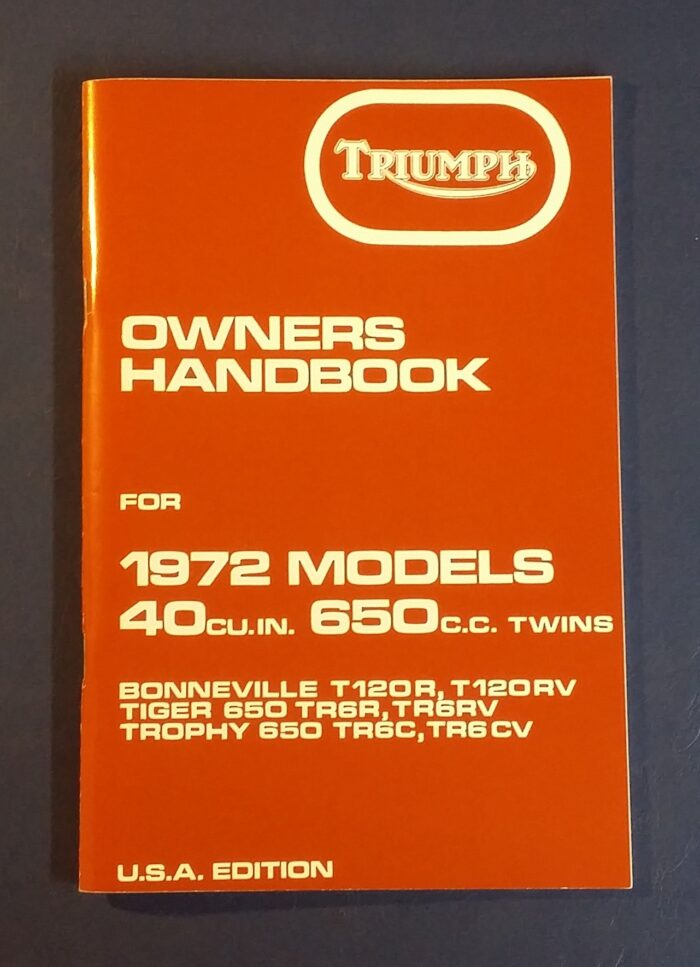 TRIUMPH
OWNERS
HANDBOOK
FOR
1972 MODELS
40CU.IN. 650C.C. TWINS
BONNEVILLE T120R, T120RV
TIGER 650 TR6R, TR6RV
TROPHY 650 TR6C, TR6CV
U.S.A. EDITION